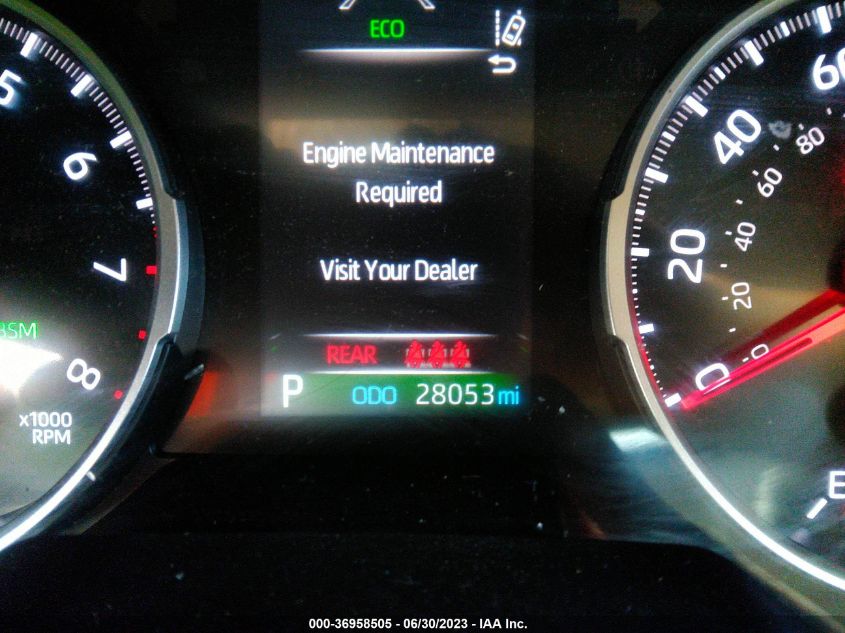 ECO
Engine Maintenance
Required
Visit Your Dealer
REAR
P ODO 28053 mi
5
6
7
8
x1000
RPM
BSM
0
20
40
60
0
20
40
60
80
E
000-36958505 - 06/30/2023 - IAA Inc.